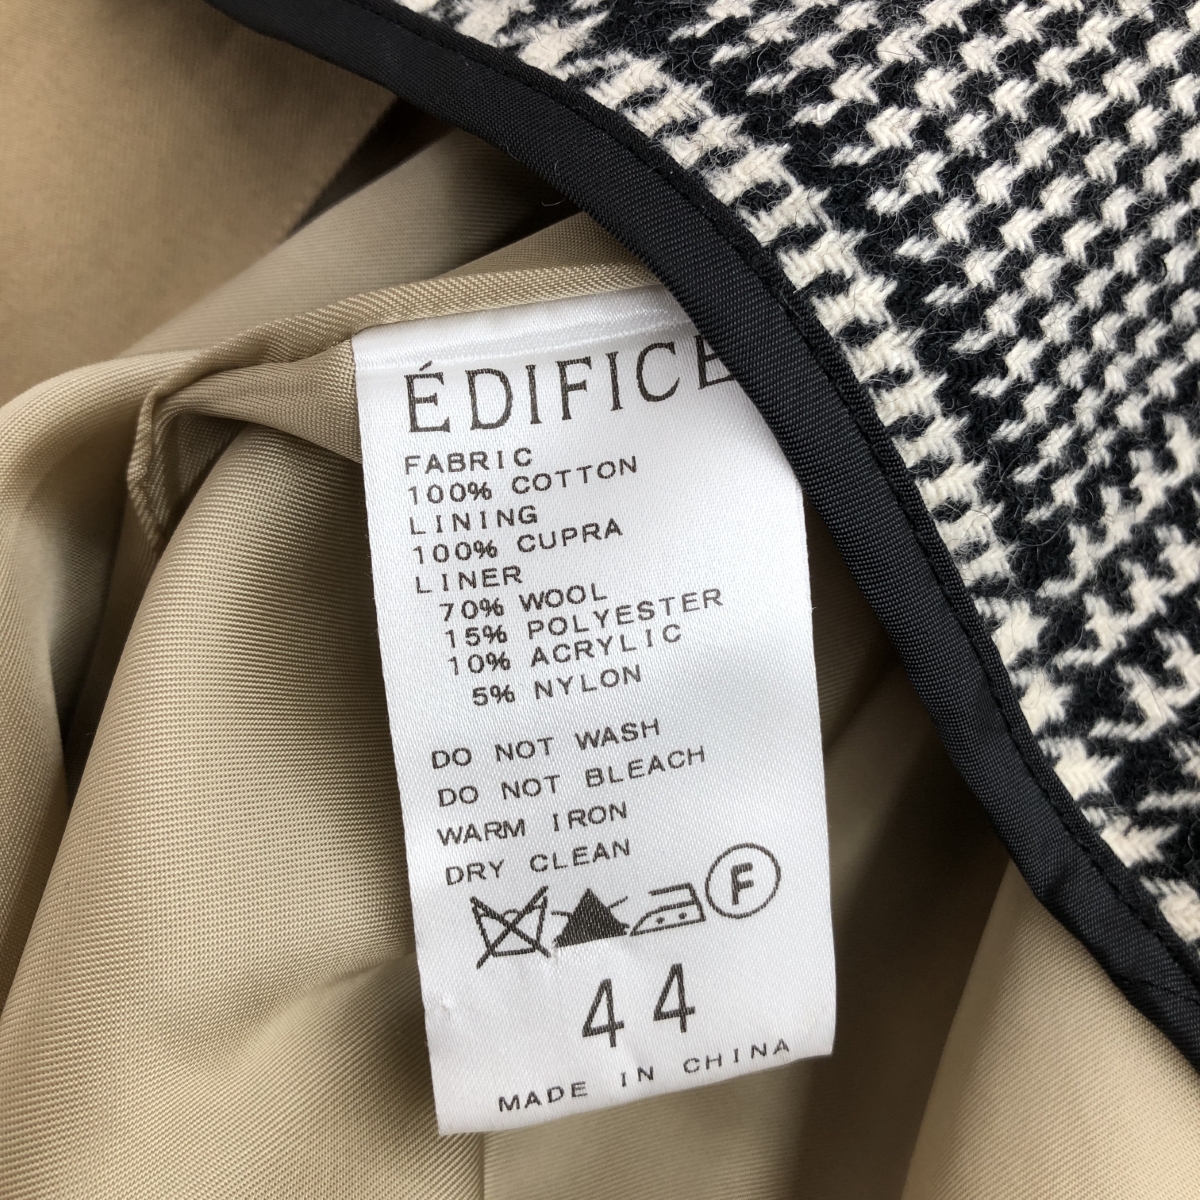 ÉDIFICE
FABRIC
100% COTTON
LINING
100% CUPRA
LINER
70% WOOL
15% POLYESTER
10% ACRYLIC
5% NYLON
DO NOT WASH
DO NOT BLEACH
WARM IRON
DRY CLEAN
F
44
MADE IN CHINA